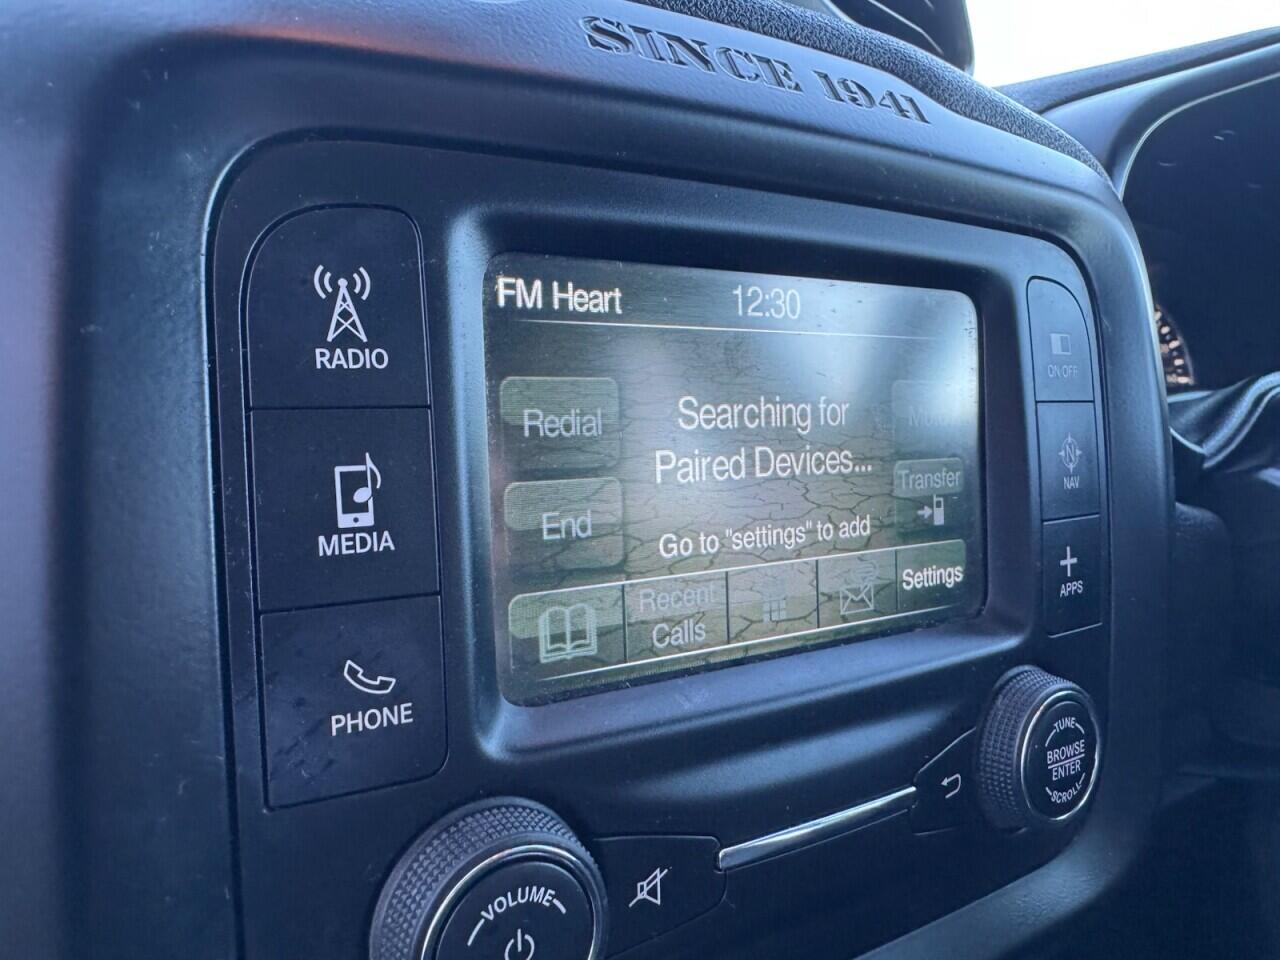 SINCE 1941
RADIO
MEDIA
PHONE
FM Heart
12:30
Redial
End
Searching for
Paired Devices...
Go to "settings" to add
Mute
Transfer
Recent
Calls
Settings
ON OFF
N
NAV
APPS
TUNE
BROWSE
ENTER
SCROLL
VOLUME